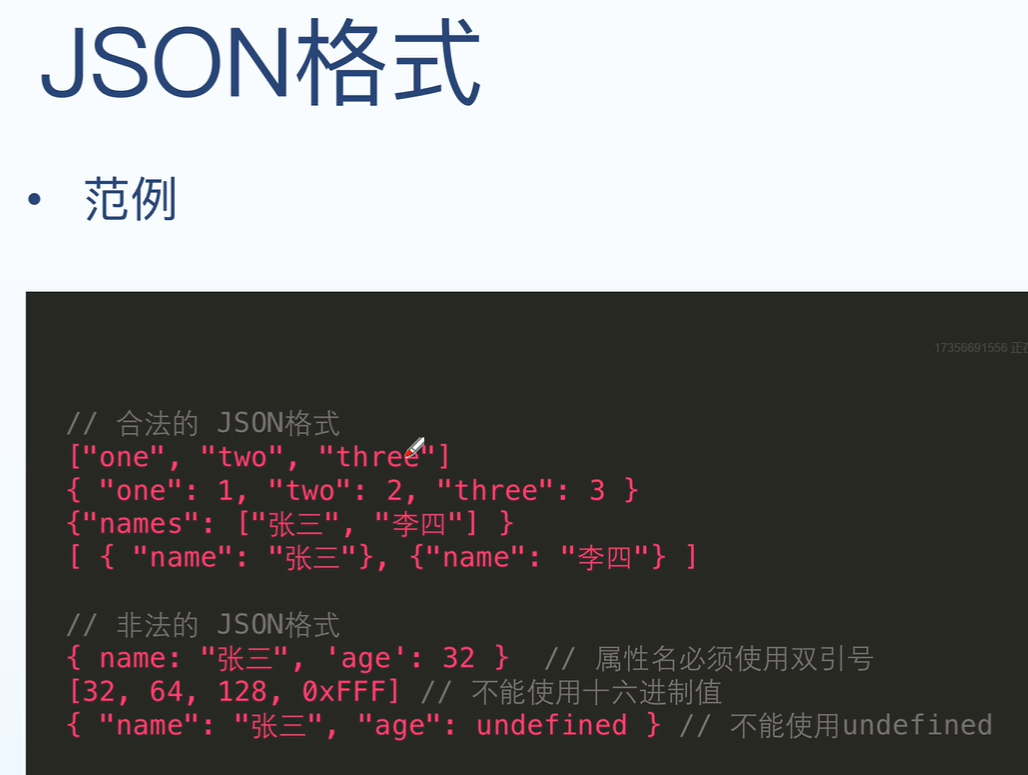 JSON格式
• 范例
17356691556 正在
// 合法的 JSON格式
["one", "two", "three"]
{ "one": 1, "two": 2, "three": 3 }
{"names": ["张三", "李四"] }
[ { "name": "张三"}, {"name": "李四"} ]
// 非法的 JSON格式
{ name: "张三", 'age': 32 }  // 属性名必须使用双引号
[32, 64, 128, 0xFFF] // 不能使用十六进制值
{ "name": "张三", "age": undefined } // 不能使用undefined